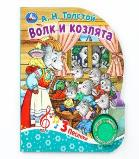 А. Н. ТОЛСТОЙ
Волк и козлята
3 песенки